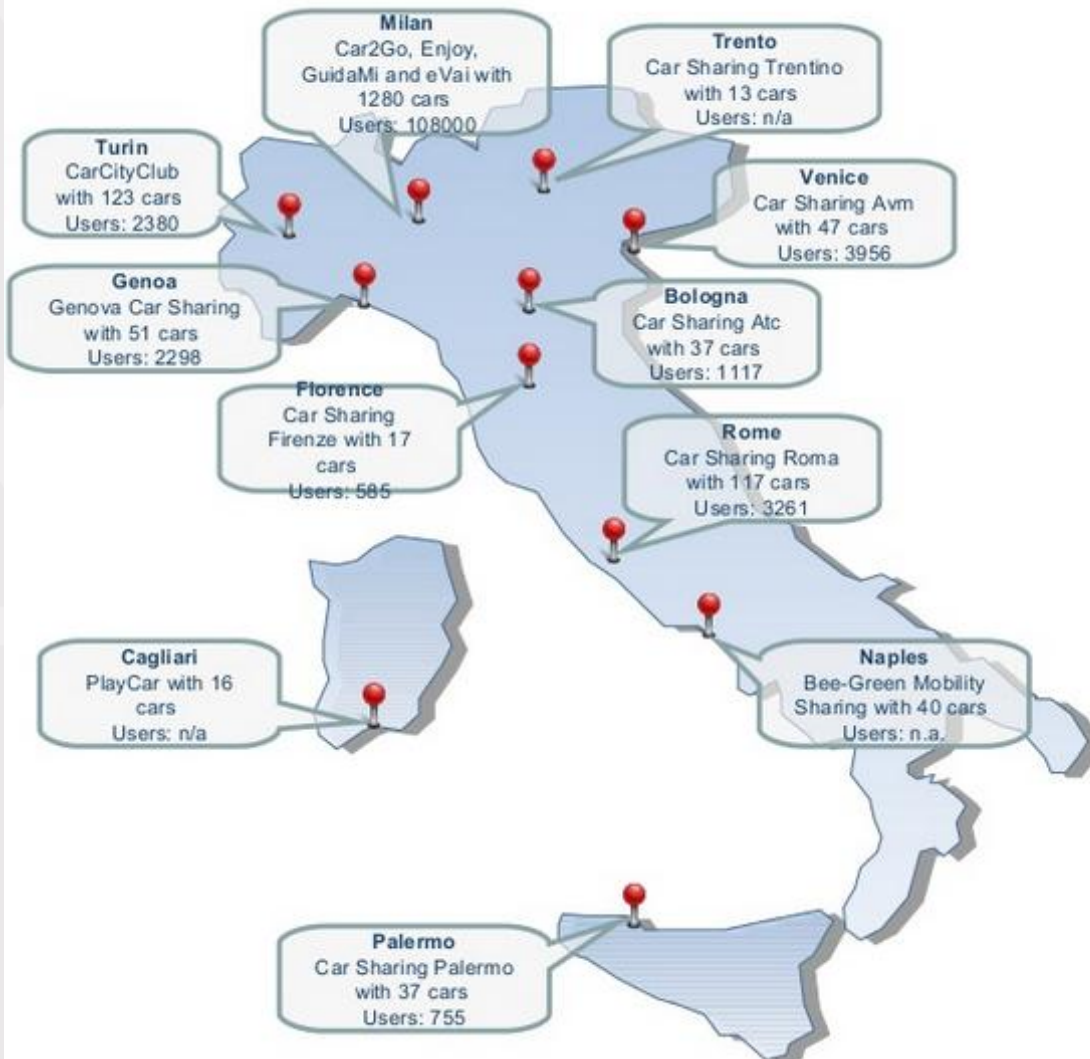 Milan
Car2Go, Enjoy,
GuidaMi and eVai with
1280 cars
Users: 108000
Trento
Car Sharing Trentino
with 13 cars
Users: n/a
Turin
CarCityClub
with 123 cars
Users: 2380
Venice
Car Sharing Avm
with 47 cars
Users: 3956
Genoa
Genova Car Sharing
with 51 cars
Users: 2298
Bologna
Car Sharing Atc
with 37 cars
Users: 1117
Florence
Car Sharing
Firenze with 17
cars
Users: 585
Rome
Car Sharing Roma
with 117 cars
Users: 3261
Cagliari
PlayCar with 16
cars
Users: n/a
Naples
Bee-Green Mobility
Sharing with 40 cars
Users: n.a.
Palermo
Car Sharing Palermo
with 37 cars
Users: 755